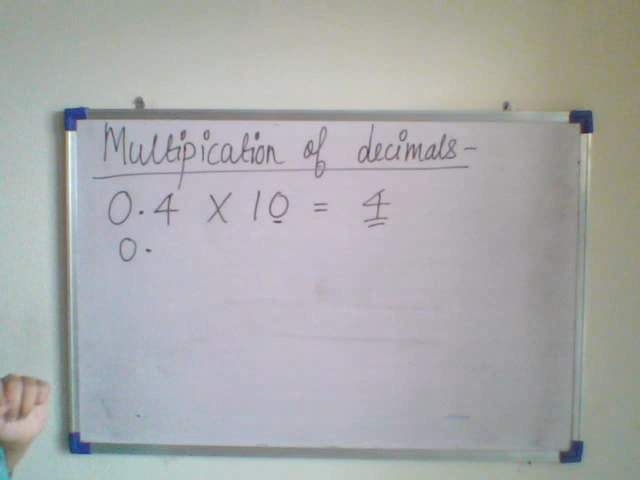 Multipication of decimals-
0.4 X 10 = 4
0.